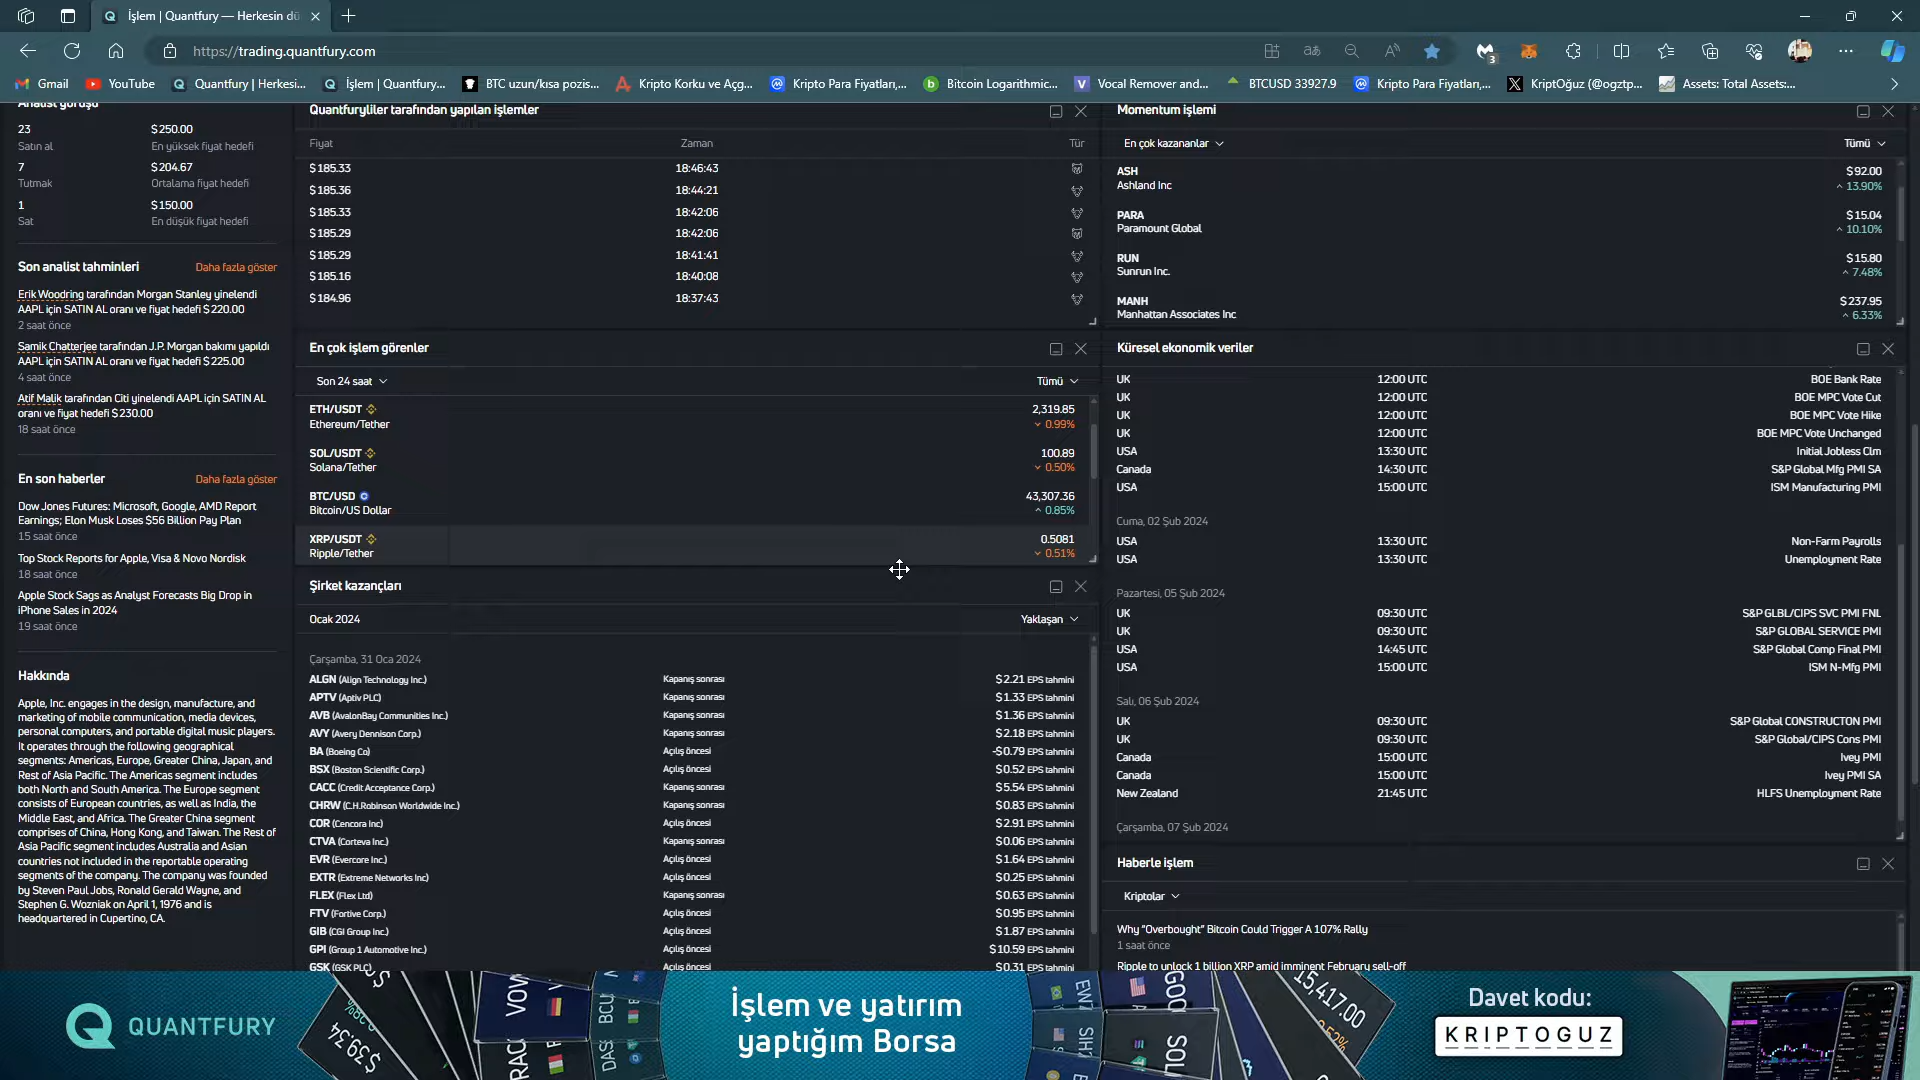 İşlem | Quantfury — Herkesin dü
https://trading.quantfury.com
3
Gmail
YouTube
Quantfury | Herkesi...
İşlem | Quantfury...
BTC uzun/kısa pozis...
Kripto Korku ve Açg...
Kripto Para Fiyatları,...
Bitcoin Logarithmic...
Vocal Remover and...
BTCUSD 33927.9
Kripto Para Fiyatları,...
KriptOğuz (@ogztp...
Assets: Total Assets:...
Analist görüşü
23
$250.00
Satın al
En yüksek fiyat hedefi
7
$204.67
Tutmak
Ortalama fiyat hedefi
1
$150.00
Sat
En düşük fiyat hedefi
Son analist tahminleri
Daha fazla göster
Erik Woodring tarafından Morgan Stanley yinelendi
AAPL için SATIN AL oranı ve fiyat hedefi $220.00
2 saat önce
Samik Chatterjee tarafından J.P. Morgan bakımı yapıldı
AAPL için SATIN AL oranı ve fiyat hedefi $225.00
4 saat önce
Atif Malik tarafından Citi yinelendi AAPL için SATIN AL
oranı ve fiyat hedefi $230.00
18 saat önce
En son haberler
Daha fazla göster
Dow Jones Futures: Microsoft, Google, AMD Report
Earnings; Elon Musk Loses $56 Billion Pay Plan
15 saat önce
Top Stock Reports for Apple, Visa & Novo Nordisk
18 saat önce
Apple Stock Sags as Analyst Forecasts Big Drop in
iPhone Sales in 2024
19 saat önce
Hakkında
Apple, Inc. engages in the design, manufacture, and
marketing of mobile communication, media devices,
personal computers, and portable digital music players.
It operates through the following geographical
segments: Americas, Europe, Greater China, Japan, and
Rest of Asia Pacific. The Americas segment includes
both North and South America. The Europe segment
consists of European countries, as well as India, the
Middle East, and Africa. The Greater China segment
comprises of China, Hong Kong, and Taiwan. The Rest of
Asia Pacific segment includes Australia and Asian
countries not included in the reportable operating
segments of the company. The company was founded
by Steven Paul Jobs, Ronald Gerald Wayne, and
Stephen G. Wozniak on April 1, 1976 and is
headquartered in Cupertino, CA.
Quantfuryliler tarafından yapılan işlemler
Fiyat Zaman Tür
$185.33 18:46:43
$185.36 18:44:21
$185.33 18:42:06
$185.29 18:42:06
$185.29 18:41:41
$185.16 18:40:08
$184.96 18:37:43
En çok işlem görenler
Son 24 saat Tümü
ETH/USDT 2,319.85
Ethereum/Tether 0.99%
SOL/USDT 100.89
Solana/Tether 0.50%
BTC/USD 43,307.36
Bitcoin/US Dollar 0.85%
XRP/USDT 0.5081
Ripple/Tether 0.51%
Şirket kazançları
Ocak 2024 Yaklaşan
Çarşamba, 31 Oca 2024
ALGN (Align Technology Inc.) Kapanış sonrası $2.21 EPS tahmini
APTV (Aptiv PLC) Kapanış sonrası $1.33 EPS tahmini
AVB (AvalonBay Communities Inc.) Kapanış sonrası $1.36 EPS tahmini
AVY (Avery Dennison Corp.) Kapanış sonrası $2.18 EPS tahmini
BA (Boeing Co) Açılış öncesi -$0.79 EPS tahmini
BSX (Boston Scientific Corp.) Açılış öncesi $0.52 EPS tahmini
CACC (Credit Acceptance Corp.) Kapanış sonrası $5.54 EPS tahmini
CHRW (C.H.Robinson Worldwide Inc.) Kapanış sonrası $0.83 EPS tahmini
COR (Cencora Inc) Açılış öncesi $2.91 EPS tahmini
CTVA (Corteva Inc.) Kapanış sonrası $0.06 EPS tahmini
EVR (Evercore Inc.) Açılış öncesi $1.64 EPS tahmini
EXTR (Extreme Networks Inc) Açılış öncesi $0.25 EPS tahmini
FLEX (Flex Ltd) Kapanış sonrası $0.63 EPS tahmini
FTV (Fortive Corp.) Açılış öncesi $0.95 EPS tahmini
GIB (CGI Group Inc.) Açılış öncesi $1.87 EPS tahmini
GPI (Group 1 Automotive Inc.) Açılış öncesi $10.59 EPS tahmini
GSK (GSK PLC) Açılış öncesi $0.31 EPS tahmini
Momentum işlemi
En çok kazananlar Tümü
ASH $92.00
Ashland Inc 13.90%
PARA $15.04
Paramount Global 10.10%
RUN $15.80
Sunrun Inc. 7.48%
MANH $237.95
Manhattan Associates Inc 6.33%
Küresel ekonomik veriler
UK 12:00 UTC BOE Bank Rate
UK 12:00 UTC BOE MPC Vote Cut
UK 12:00 UTC BOE MPC Vote Hike
UK 12:00 UTC BOE MPC Vote Unchanged
USA 13:30 UTC Initial Jobless Clm
Canada 14:30 UTC S&P Global Mfg PMI SA
USA 15:00 UTC ISM Manufacturing PMI
Cuma, 02 Şub 2024
USA 13:30 UTC Non-Farm Payrolls
USA 13:30 UTC Unemployment Rate
Pazartesi, 05 Şub 2024
UK 09:30 UTC S&P GLBL/CIPS SVC PMI FNL
UK 09:30 UTC S&P GLOBAL SERVICE PMI
USA 14:45 UTC S&P Global Comp Final PMI
USA 15:00 UTC ISM N-Mfg PMI
Salı, 06 Şub 2024
UK 09:30 UTC S&P Global CONSTRUCTON PMI
UK 09:30 UTC S&P Global/CIPS Cons PMI
Canada 15:00 UTC Ivey PMI
Canada 15:00 UTC Ivey PMI SA
New Zealand 21:45 UTC HLFS Unemployment Rate
Çarşamba, 07 Şub 2024
Haberle işlem
Kriptolar
Why "Overbought" Bitcoin Could Trigger A 107% Rally
1 saat önce
Ripple to unlock 1 billion XRP amid imminent February sell-off
QUANTFURY
$39.34
VOW
İşlem ve yatırım
yaptığım Borsa
GOO
SOL
15,417.00
Davet kodu:
KRIPTOGUZ